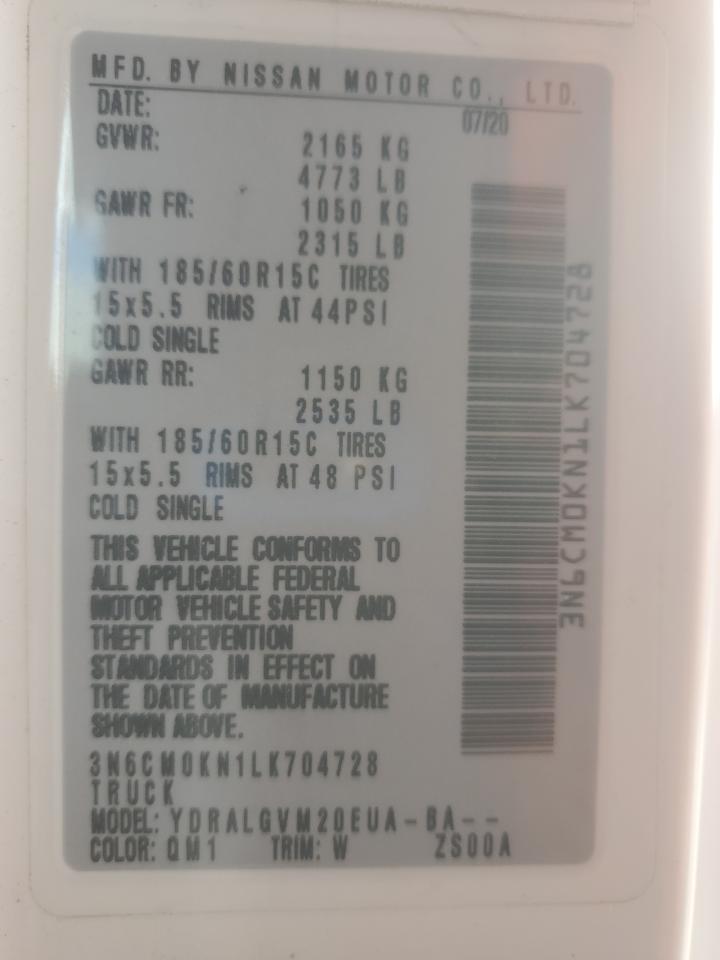 MFD. BY NISSAN MOTOR CO., LTD.
DATE: 07/20
GVWR: 2165 KG
4773 LB
GAWR FR: 1050 KG
2315 LB
WITH 185/60R15C TIRES
15x5.5 RIMS AT 44PSI
COLD SINGLE
GAWR RR: 1150 KG
2535 LB
WITH 185/60R15C TIRES
15x5.5 RIMS AT 48 PSI
COLD SINGLE
THIS VEHICLE CONFORMS TO
ALL APPLICABLE FEDERAL
MOTOR VEHICLE SAFETY AND
THEFT PREVENTION
STANDARDS IN EFFECT ON
THE DATE OF MANUFACTURE
SHOWN ABOVE.
3N6CM0KN1LK704728
TRUCK
MODEL: YDRALGVM20EUA-BA--
COLOR: QM1 TRIM: W ZS00A
3N6CM0KN1LK704728